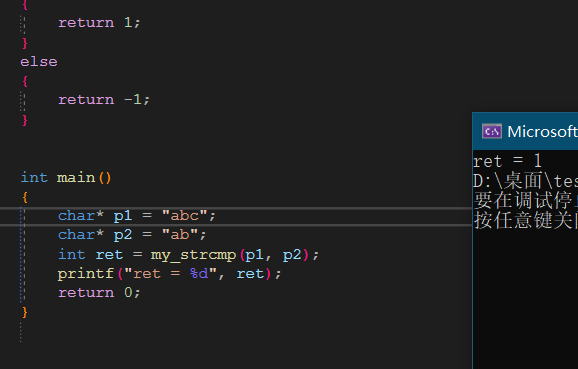 {
return 1;
}
else
{
return -1;
}
int main()
{
char* p1 = "abc";
char* p2 = "ab";
int ret = my_strcmp(p1, p2);
printf("ret = %d", ret);
return 0;
}
Microsoft
ret = 1
D:\桌面\tes
要在调试停止
按任意键关闭